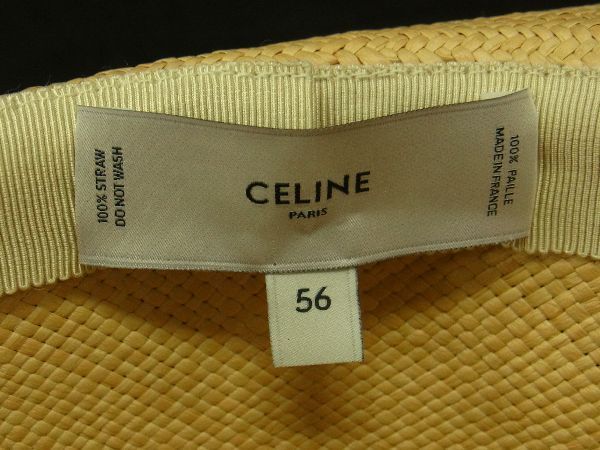 100% STRAW
DO NOT WASH
CELINE
PARIS
100% PAILLE
MADE IN FRANCE
56